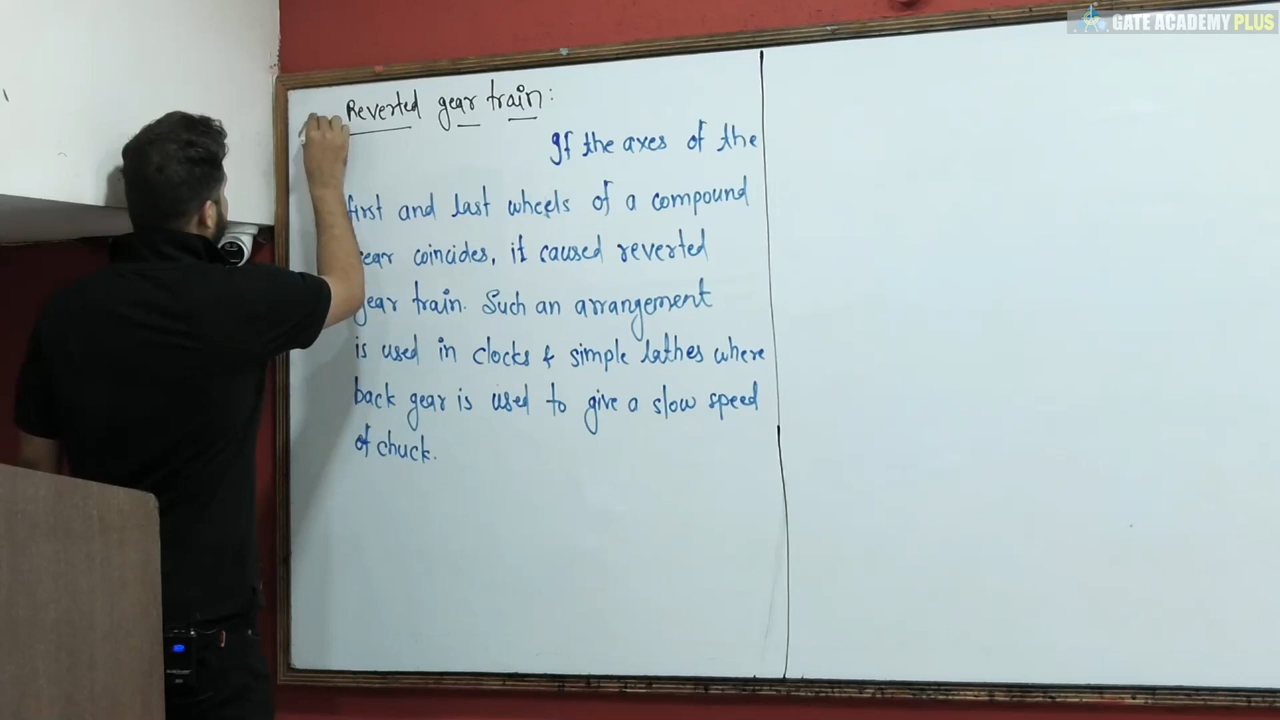 GATE ACADEMY PLUS
Reverted gear train:
If the axes of the
first and last wheels of a compound
gear coincides, it caused reverted
gear train. Such an arrangement
is used in clocks & simple lathes where
back gear is used to give a slow speed
of chuck.